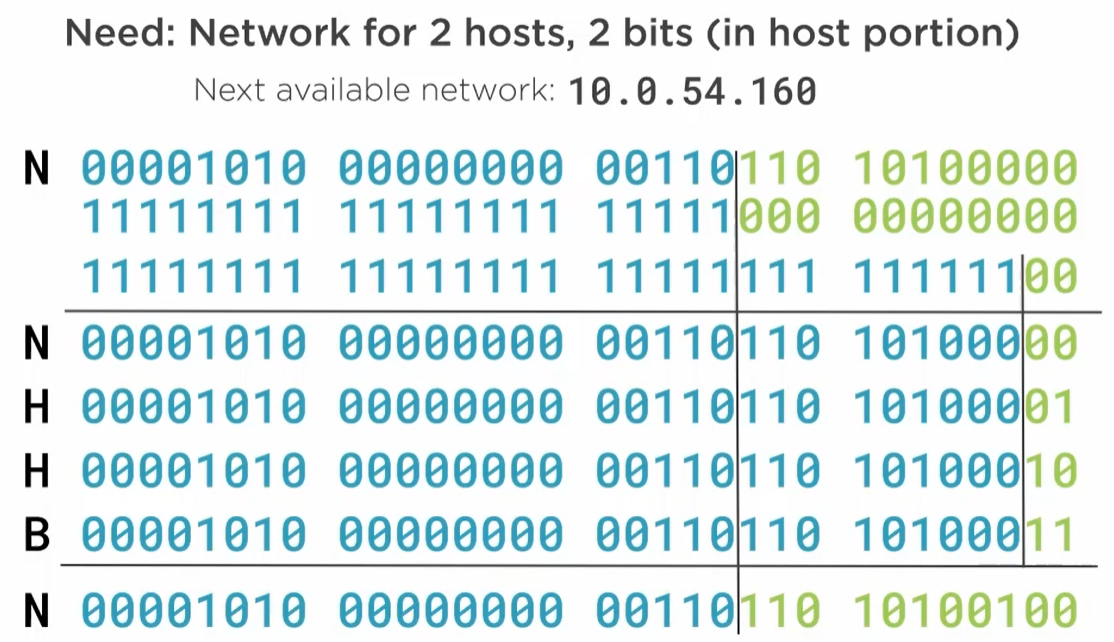 Need: Network for 2 hosts, 2 bits (in host portion)
Next available network: 10.0.54.160
N 00001010 00000000 00110110 10100000
11111111 11111111 11111000 00000000
11111111 11111111 11111111 11111100
N 00001010 00000000 00110110 10100000
H 00001010 00000000 00110110 10100001
H 00001010 00000000 00110110 10100010
B 00001010 00000000 00110110 10100011
N 00001010 00000000 00110110 10100100